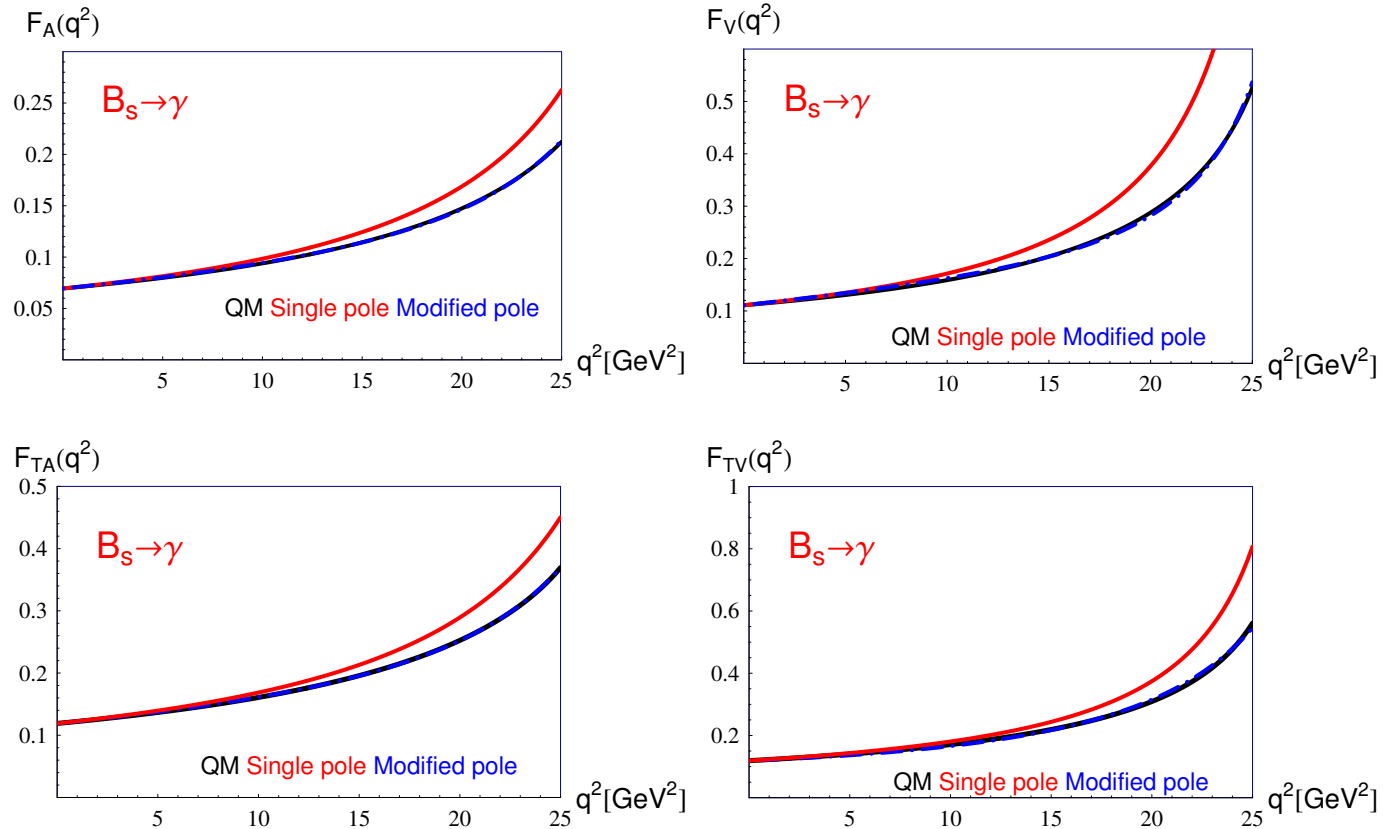 F_A(q^2)
B_s→γ
0.25
0.2
0.15
0.1
0.05
QM Single pole Modified pole
q^2[GeV^2]
5 10 15 20 25
F_V(q^2)
B_s→γ
0.5
0.4
0.3
0.2
0.1
QM Single pole Modified pole
q^2[GeV^2]
5 10 15 20 25
F_TA(q^2)
0.5
B_s→γ
0.4
0.3
0.2
0.1
QM Single pole Modified pole
q^2[GeV^2]
5 10 15 20 25
F_TV(q^2)
1
B_s→γ
0.8
0.6
0.4
0.2
QM Single pole Modified pole
q^2[GeV^2]
5 10 15 20 25